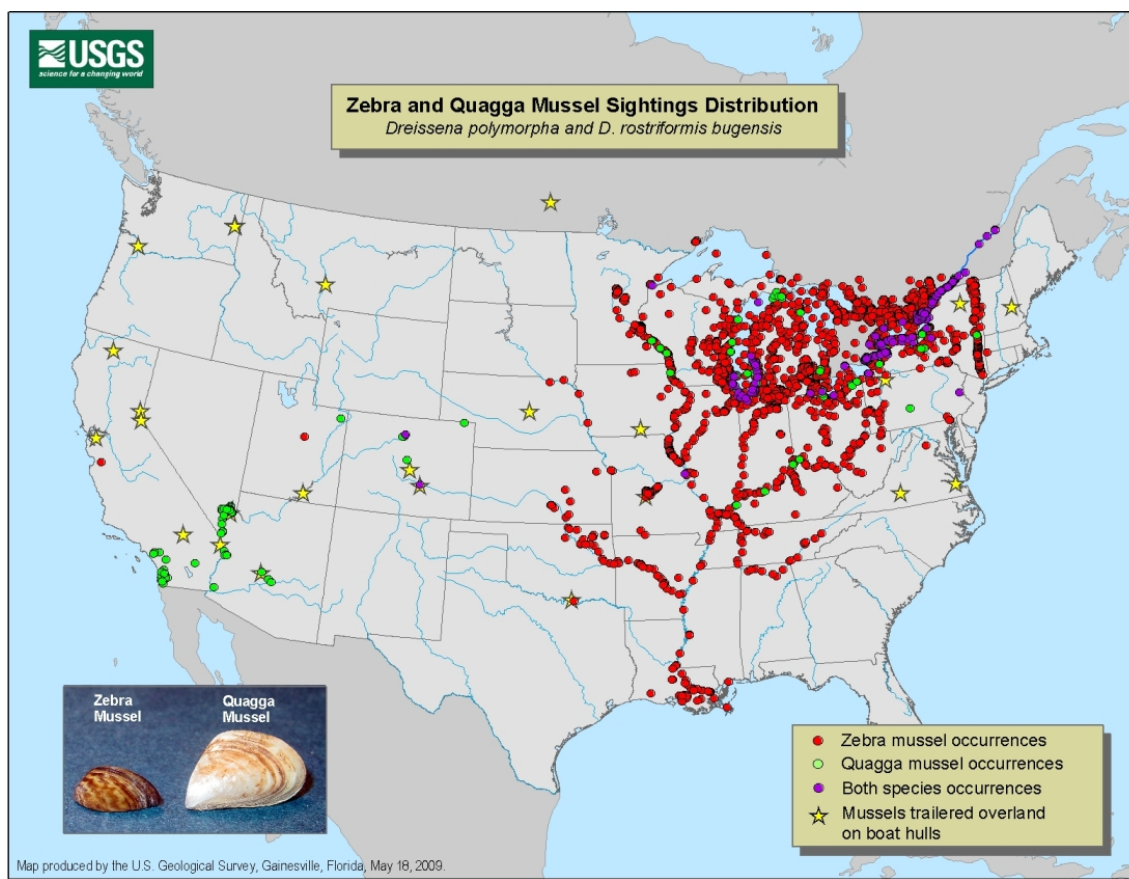 USGS
science for a changing world
Zebra and Quagga Mussel Sightings Distribution
Dreissena polymorpha and D. rostriformis bugensis
Zebra
Mussel
Quagga
Mussel
Zebra mussel occurrences
Quagga mussel occurrences
Both species occurrences
Mussels trailered overland
on boat hulls
Map produced by the U.S. Geological Survey, Gainesville, Florida, May 18, 2009.